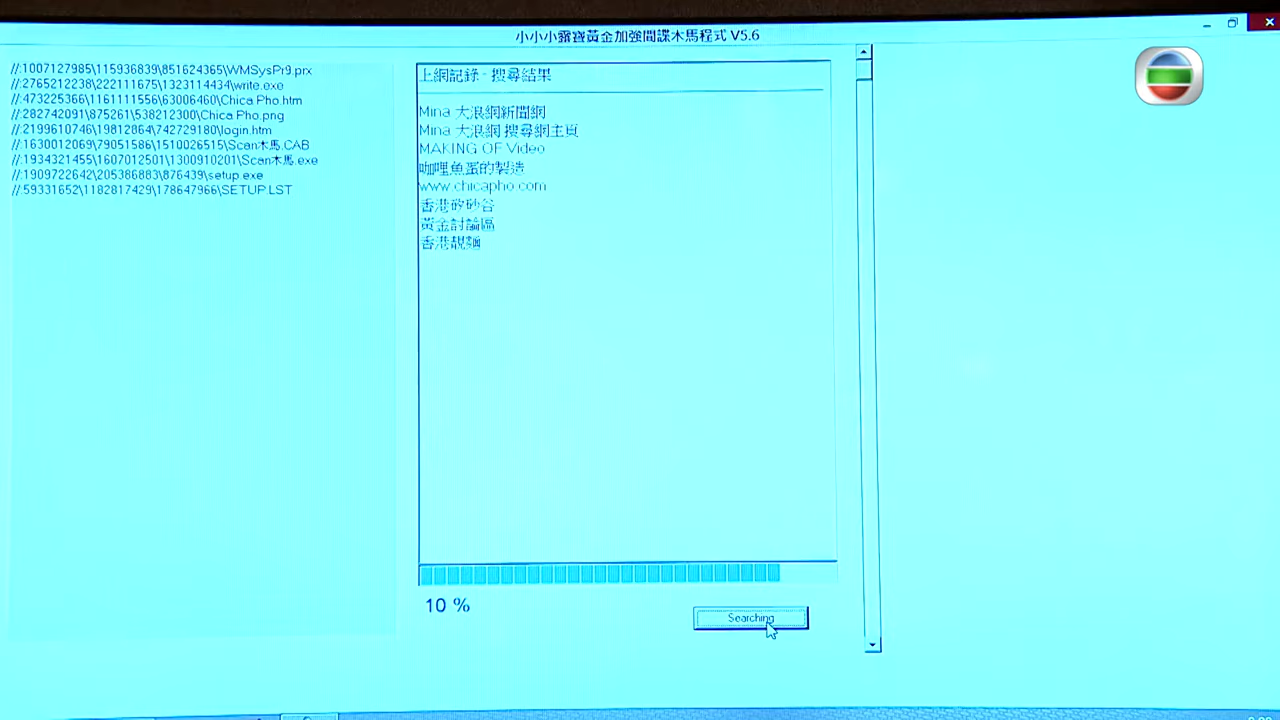 小小小露寶黃金加強間諜木馬程式 V5.6
//:1007127985\115936839\851624365\WMSysPr9.prx
//:2765212238\222111675\1323114434\write.exe
//:473225366\1161111556\63006460\Chica Pho.htm
//:282742091\875261\538212300\Chica Pho.png
//:2199610746\19812864\742729180\login.htm
//:1630012069\79051586\1510026515\Scan木馬.CAB
//:1934321455\1607012501\1300910201\Scan木馬.exe
//:1909722642\205386883\876439\setup.exe
//:59331652\1182817429\178647966\SETUP.LST
上網記錄 - 搜尋結果
Mina 大浪網新聞網
Mina 大浪網 搜尋網主頁
MAKING OF Video
咖哩魚蛋的製造
www.chicapho.com
香港矽砂谷
黃金討論區
香港靚麵
10 %
Searching